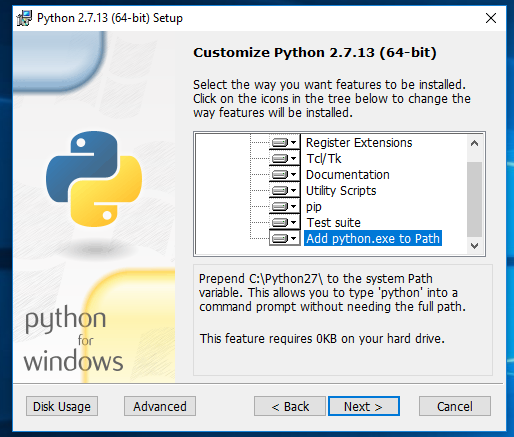 Python 2.7.13 (64-bit) Setup
Customize Python 2.7.13 (64-bit)
Select the way you want features to be installed.
Click on the icons in the tree below to change the
way features will be installed.
Register Extensions
Tcl/Tk
Documentation
Utility Scripts
pip
Test suite
Add python.exe to Path
Prepend C:\Python27\ to the system Path
variable. This allows you to type 'python' into a
command prompt without needing the full path.
This feature requires 0KB on your hard drive.
python
for
windows
Disk Usage
Advanced
< Back
Next >
Cancel